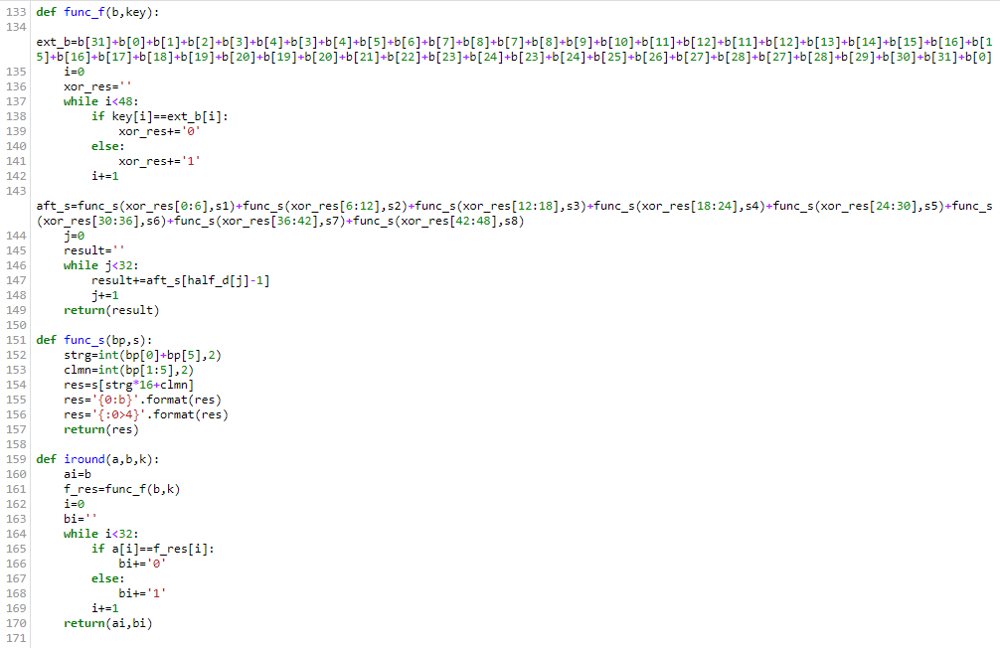 133 def func_f(b,key):
134
ext_b=b[31]+b[0]+b[1]+b[2]+b[3]+b[4]+b[3]+b[4]+b[5]+b[6]+b[7]+b[8]+b[7]+b[8]+b[9]+b[10]+b[11]+b[12]+b[11]+b[12]+b[13]+b[14]+b[15]+b[16]+b[1
5]+b[16]+b[17]+b[18]+b[19]+b[20]+b[19]+b[20]+b[21]+b[22]+b[23]+b[24]+b[23]+b[24]+b[25]+b[26]+b[27]+b[28]+b[27]+b[28]+b[29]+b[30]+b[31]+b[0]
135     i=0
136     xor_res=''
137     while i<48:
138         if key[i]==ext_b[i]:
139             xor_res+='0'
140         else:
141             xor_res+='1'
142         i+=1
143
aft_s=func_s(xor_res[0:6],s1)+func_s(xor_res[6:12],s2)+func_s(xor_res[12:18],s3)+func_s(xor_res[18:24],s4)+func_s(xor_res[24:30],s5)+func_s
(xor_res[30:36],s6)+func_s(xor_res[36:42],s7)+func_s(xor_res[42:48],s8)
144     j=0
145     result=''
146     while j<32:
147         result+=aft_s[half_d[j]-1]
148         j+=1
149     return(result)
150
151 def func_s(bp,s):
152     strg=int(bp[0]+bp[5],2)
153     clmn=int(bp[1:5],2)
154     res=s[strg*16+clmn]
155     res='{0:b}'.format(res)
156     res='{:0>4}'.format(res)
157     return(res)
158
159 def iround(a,b,k):
160     ai=b
161     f_res=func_f(b,k)
162     i=0
163     bi=''
164     while i<32:
165         if a[i]==f_res[i]:
166             bi+='0'
167         else:
168             bi+='1'
169         i+=1
170     return(ai,bi)
171